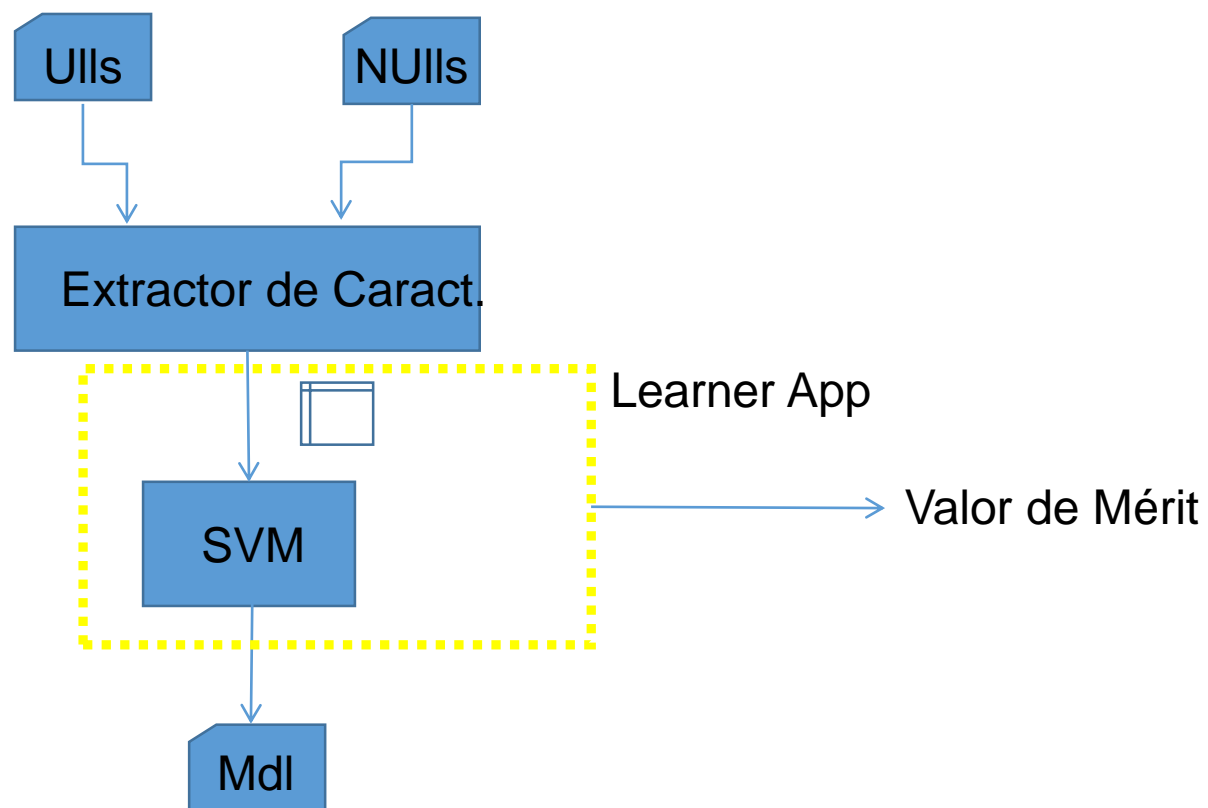 Ulls
NUlls
Extractor de Caract.
Learner App
Valor de Mérit
SVM
Mdl